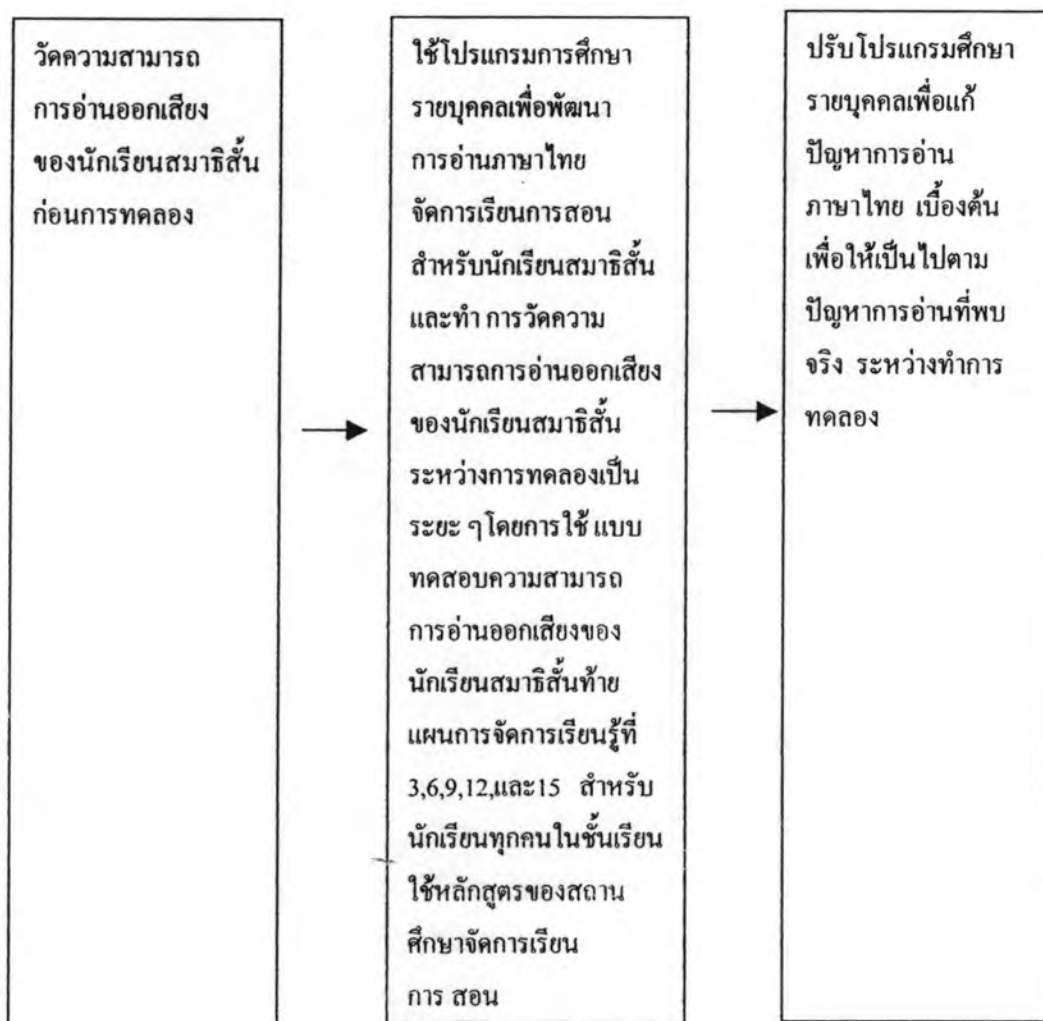 วัดความสามารถ
การอ่านออกเสียง
ของนักเรียนสมาธิสั้น
ก่อนการทดลอง
ใช้โปรแกรมการศึกษา
รายบุคคลเพื่อพัฒนา
การอ่านภาษาไทย
จัดการเรียนการสอน
สำหรับนักเรียนสมาธิสั้น
และทำ การวัดความ
สามารถการอ่านออกเสียง
ของนักเรียนสมาธิสั้น
ระหว่างการทดลองเป็น
ระยะ ๆโดยการใช้ แบบ
ทดสอบความสามารถ
การอ่านออกเสียงของ
นักเรียนสมาธิสั้นท้าย
แผนการจัดการเรียนรู้ที่
3,6,9,12,และ15 สำหรับ
นักเรียนทุกคนในชั้นเรียน
ใช้หลักสูตรของสถาน
ศึกษาจัดการเรียน
การ สอน
ปรับโปรแกรมศึกษา
รายบุคคลเพื่อแก้
ปัญหาการอ่าน
ภาษาไทย เบื้องต้น
เพื่อให้เป็นไปตาม
ปัญหาการอ่านที่พบ
จริง ระหว่างทำการ
ทดลอง